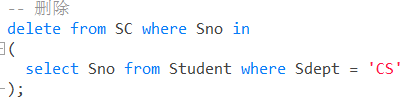 -- 删除
delete from SC where Sno in
(
select Sno from Student where Sdept = 'CS'
);